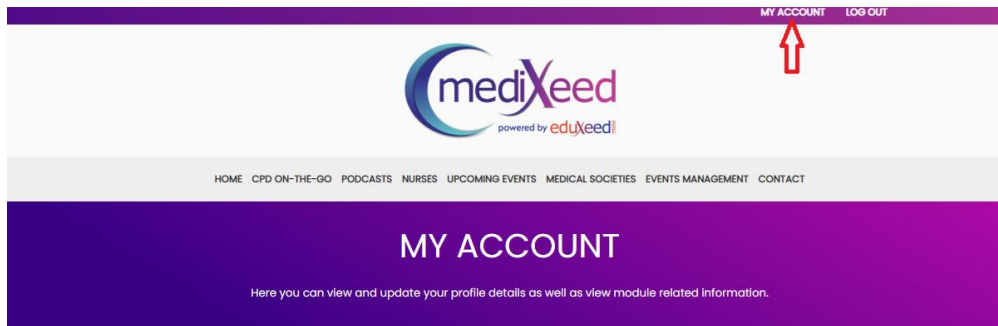 MY ACCOUNT LOG OUT
mediXeed
powered by eduXeed
HOME CPD ON-THE-GO PODCASTS NURSES UPCOMING EVENTS MEDICAL SOCIETIES EVENTS MANAGEMENT CONTACT
MY ACCOUNT
Here you can view and update your profile details as well as view module related information.